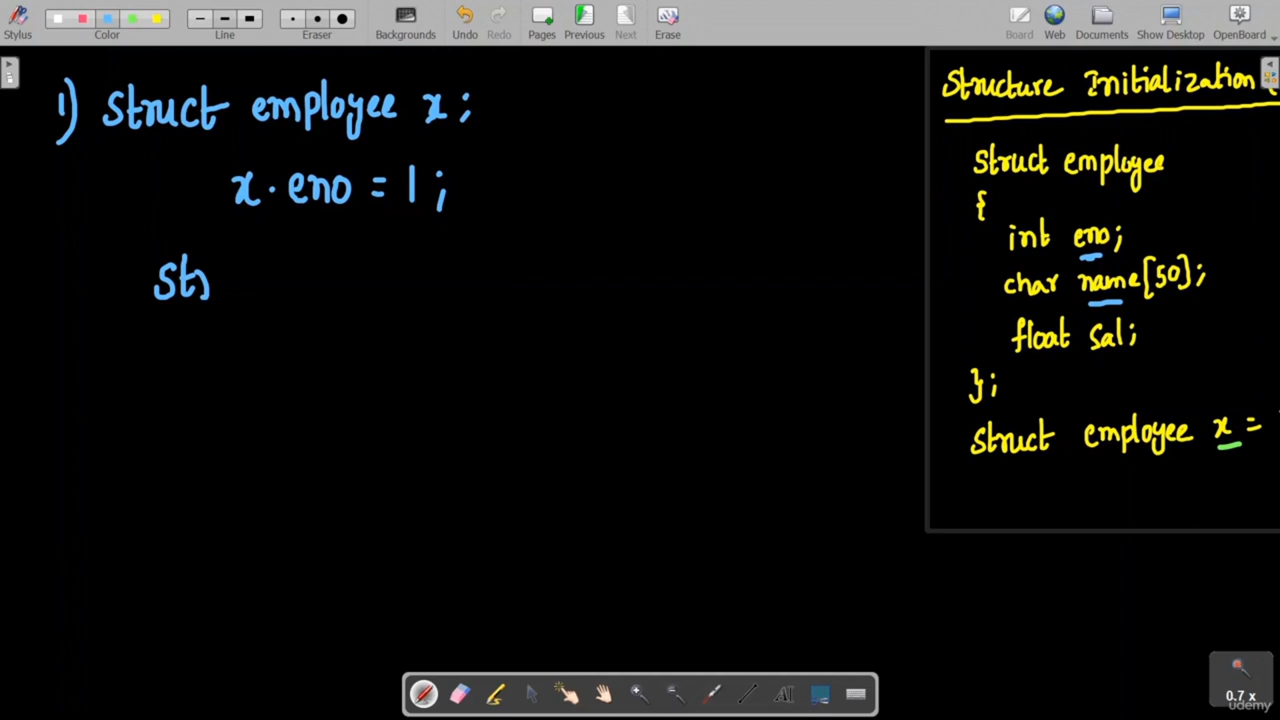 Stylus
Color
Line
Eraser
Backgrounds
Undo
Redo
Pages
Previous
Next
Erase
Board
Web
Documents
Show Desktop
OpenBoard
1) Struct employee x;
x.eno = 1;
Str
Structure Initialization
Struct employee
{
int eno;
char name[50];
float sal;
};
Struct employee x =
AI
0.7 x
udemy